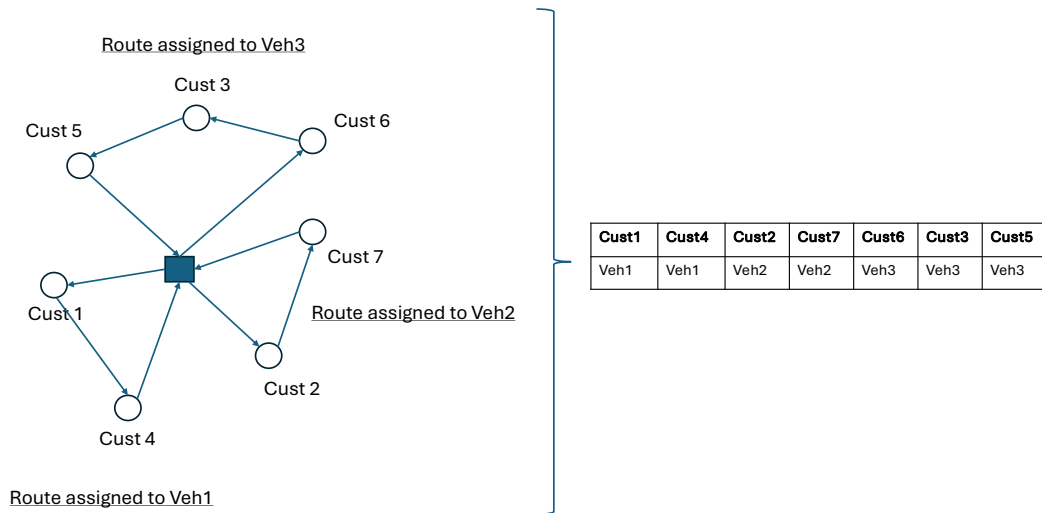 Route assigned to Veh3
Cust 3
Cust 6
Cust 5
Cust 7
Cust 1
Route assigned to Veh2
Cust 2
Cust 4
Route assigned to Veh1
Cust1 Cust4 Cust2 Cust7 Cust6 Cust3 Cust5
Veh1 Veh1 Veh2 Veh2 Veh3 Veh3 Veh3